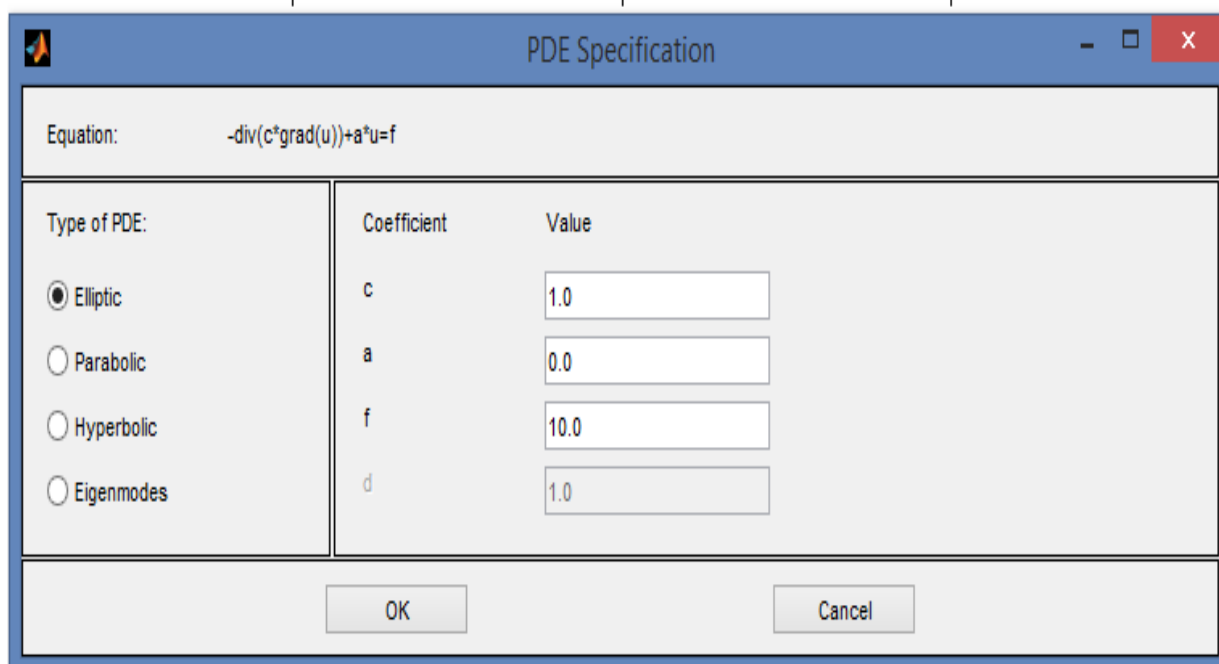 PDE Specification
Equation: -div(c*grad(u))+a*u=f
Type of PDE:
Elliptic
Parabolic
Hyperbolic
Eigenmodes
Coefficient Value
c 1.0
a 0.0
f 10.0
d 1.0
OK Cancel